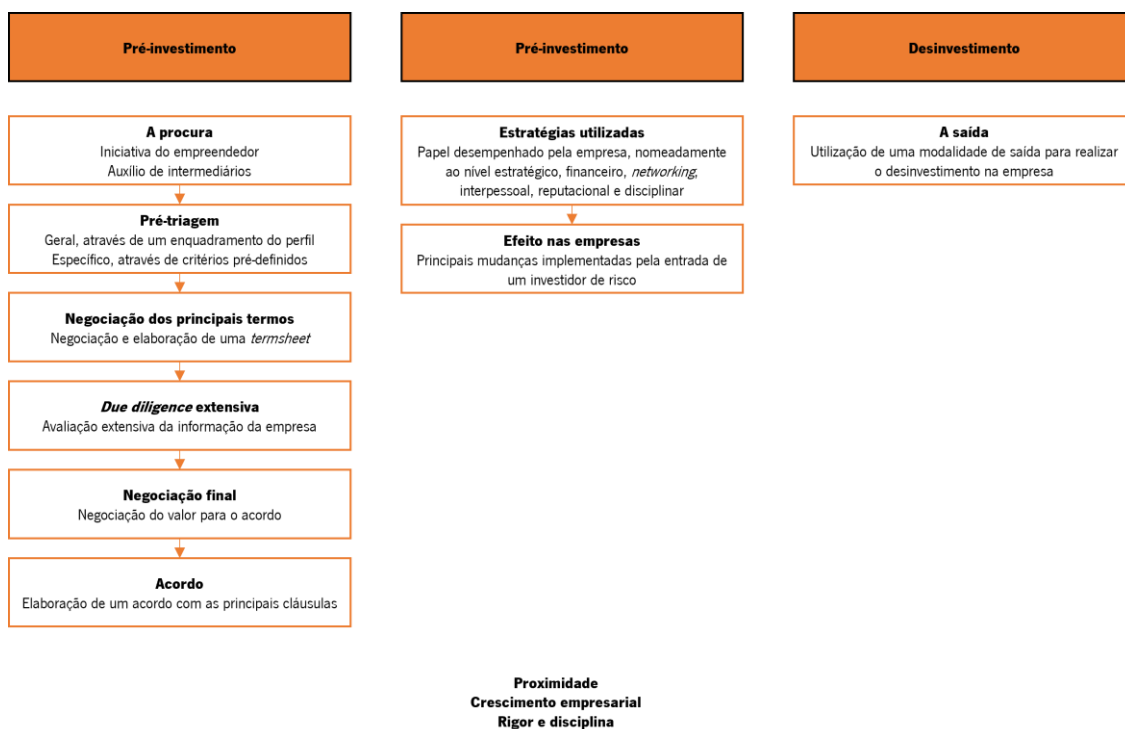 Pré-investimento
A procura
Iniciativa do empreendedor
Auxílio de intermediários
Pré-triagem
Geral, através de um enquadramento do perfil
Específico, através de critérios pré-definidos
Negociação dos principais termos
Negociação e elaboração de uma termsheet
Due diligence extensiva
Avaliação extensiva da informação da empresa
Negociação final
Negociação do valor para o acordo
Acordo
Elaboração de um acordo com as principais cláusulas
Pré-investimento
Estratégias utilizadas
Papel desempenhado pela empresa, nomeadamente
ao nível estratégico, financeiro, networking,
interpessoal, reputacional e disciplinar
Efeito nas empresas
Principais mudanças implementadas pela entrada de
um investidor de risco
Desinvestimento
A saída
Utilização de uma modalidade de saída para realizar
o desinvestimento na empresa
Proximidade
Crescimento empresarial
Rigor e disciplina